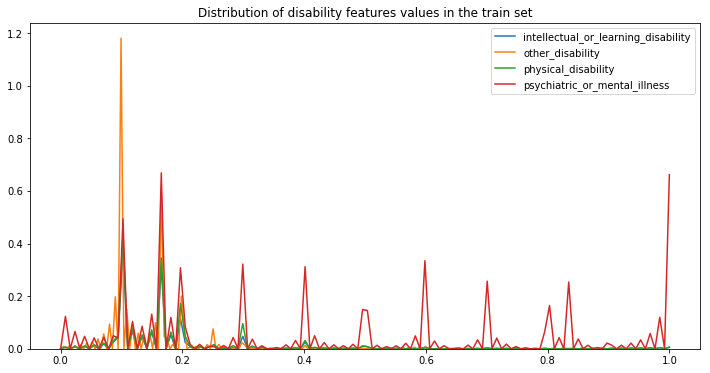 Distribution of disability features values in the train set
intellectual_or_learning_disability
other_disability
physical_disability
psychiatric_or_mental_illness
1.2
1.0
0.8
0.6
0.4
0.2
0.0
0.0 0.2 0.4 0.6 0.8 1.0